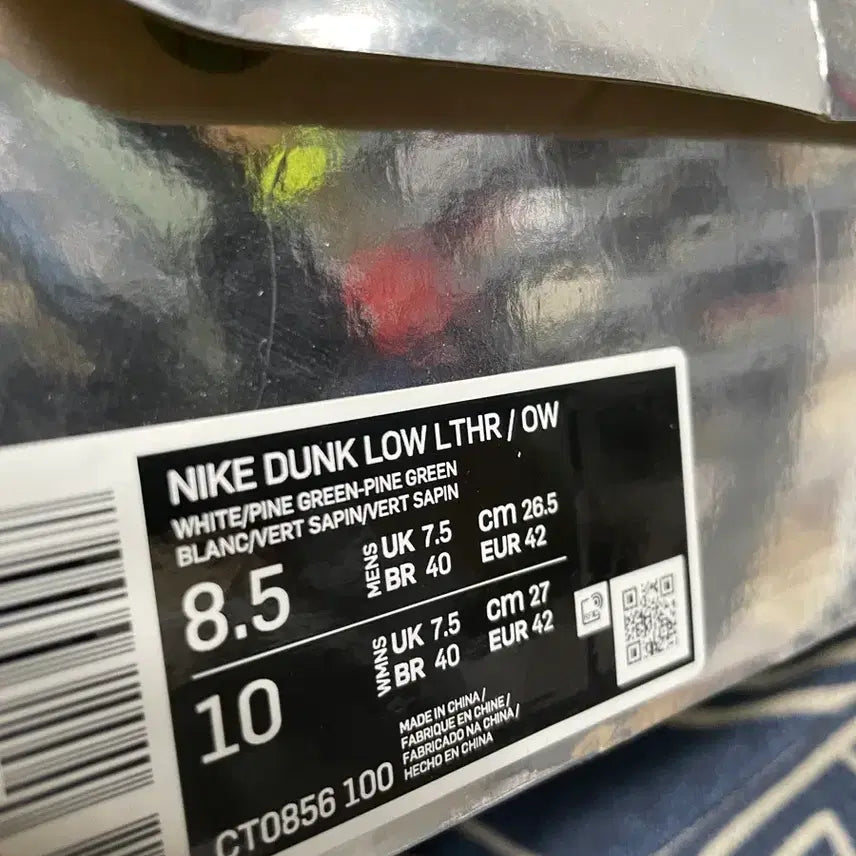 NIKE DUNK LOW LTHR / OW
WHITE/PINE GREEN-PINE GREEN
BLANC/VERT SAPIN/VERT SAPIN
8.5
MENS
UK 7.5
BR 40
cm 26.5
EUR 42
10
WMNS
UK 7.5
BR 40
cm 27
EUR 42
CT0856 100
MADE IN CHINA/
FABRIQUE EN CHINE/
FABRICADO NA CHINA/
HECHO EN CHINA